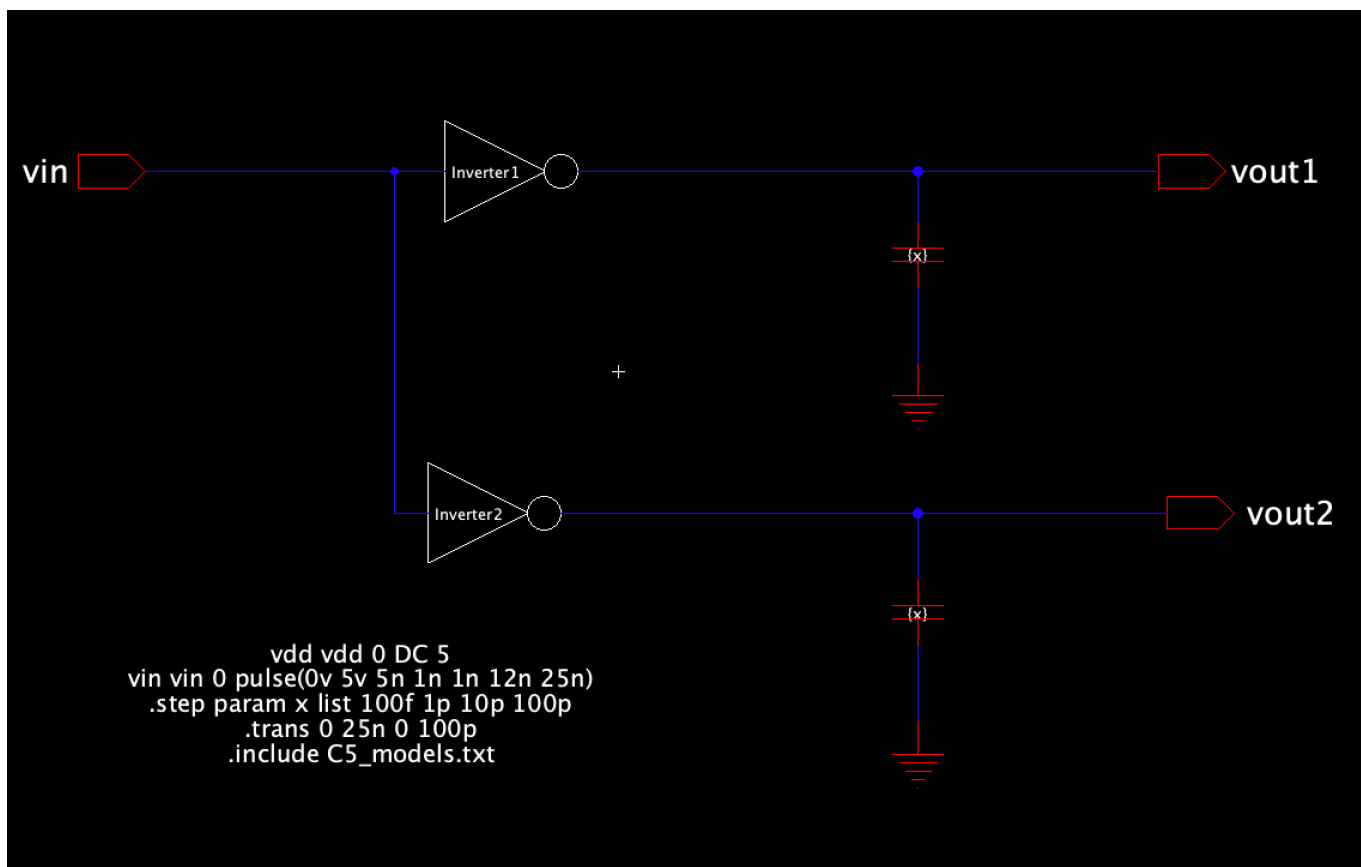 vin
Inverter1
vout1
{x}
Inverter2
vout2
{x}
vdd vdd 0 DC 5
vin vin 0 pulse(0v 5v 5n 1n 1n 12n 25n)
.step param x list 100f 1p 10p 100p
.trans 0 25n 0 100p
.include C5_models.txt